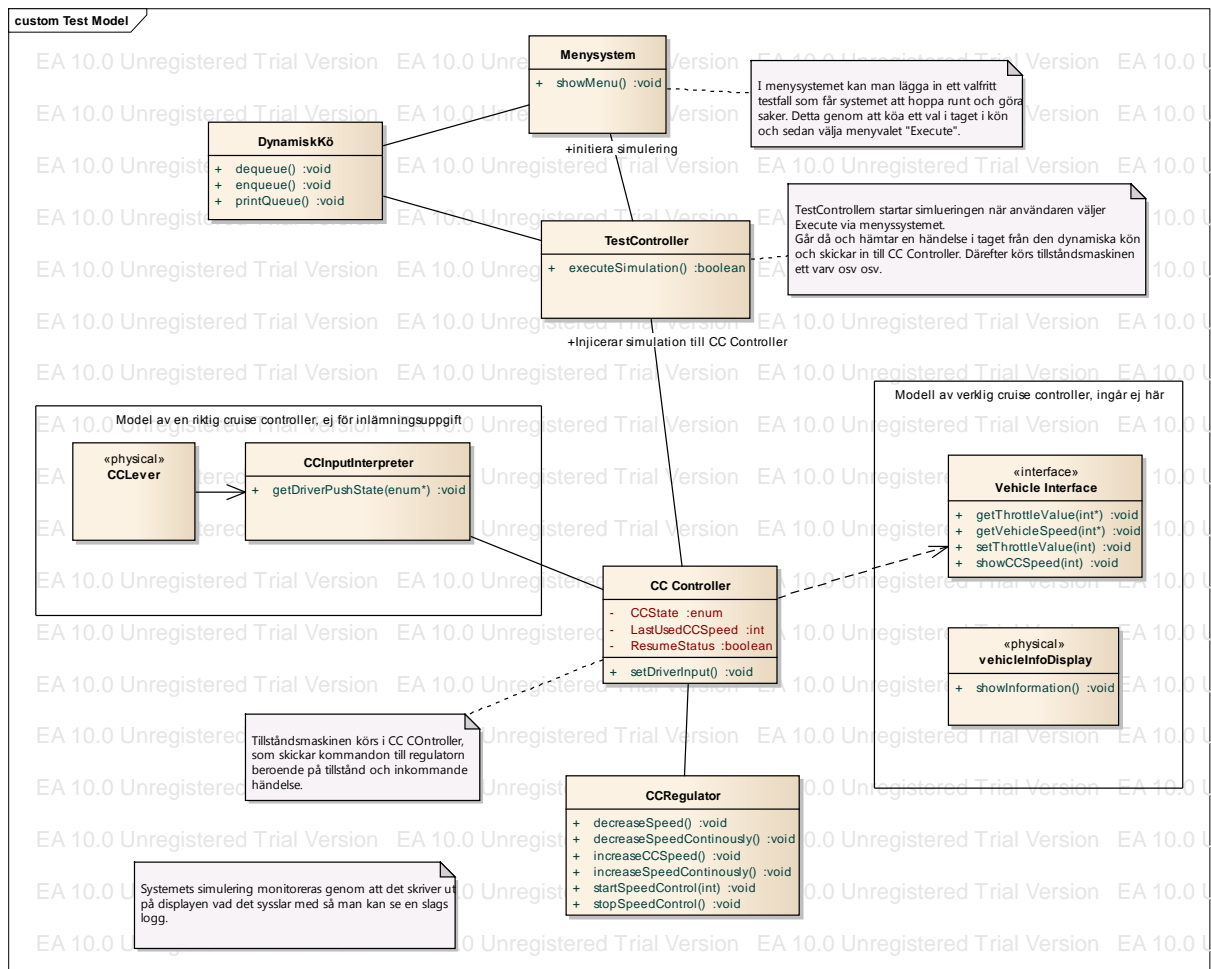 custom Test Model
Menysystem
+ showMenu() :void
I menysystemet kan man lägga in ett valfritt
testfall som får systemet att hoppa runt och göra
saker. Detta genom att köa ett val i taget i kön
och sedan välja menyvalet "Execute".
DynamiskKö
+ dequeue() :void
+ enqueue() :void
+ printQueue() :void
+initiera simulering
TestController
+ executeSimulation() :boolean
TestControllern startar simlueringen när användaren väljer
Execute via menyssystemet.
Går då och hämtar en händelse i taget från den dynamiska kön
och skickar in till CC Controller. Därefter körs tillståndsmaskinen
ett varv osv osv.
+Injicerar simulation till CC Controller
Model av en riktig cruise controller, ej för inlämningsuppgift
«physical»
CCLever
CCInputInterpreter
+ getDriverPushState(enum*) :void
Modell av verklig cruise controller, ingår ej här
«interface»
Vehicle Interface
+ getThrottleValue(int*) :void
+ getVehicleSpeed(int*) :void
+ setThrottleValue(int) :void
+ showCCSpeed(int) :void
«physical»
vehicleInfoDisplay
+ showInformation() :void
CC Controller
- CCState :enum
- LastUsedCCSpeed :int
- ResumeStatus :boolean
+ setDriverInput() :void
Tillståndsmaskinen körs i CC COntroller,
som skickar kommandon till regulatorn
beroende på tillstånd och inkommande
händelse.
CCRegulator
+ decreaseSpeed() :void
+ decreaseSpeedContinously() :void
+ increaseCCSpeed() :void
+ increaseSpeedContinously() :void
+ startSpeedControl(int) :void
+ stopSpeedControl() :void
Systemets simulering monitoreras genom att det skriver ut
på displayen vad det sysslar med så man kan se en slags
logg.
EA 10.0 Unregistered Trial Version